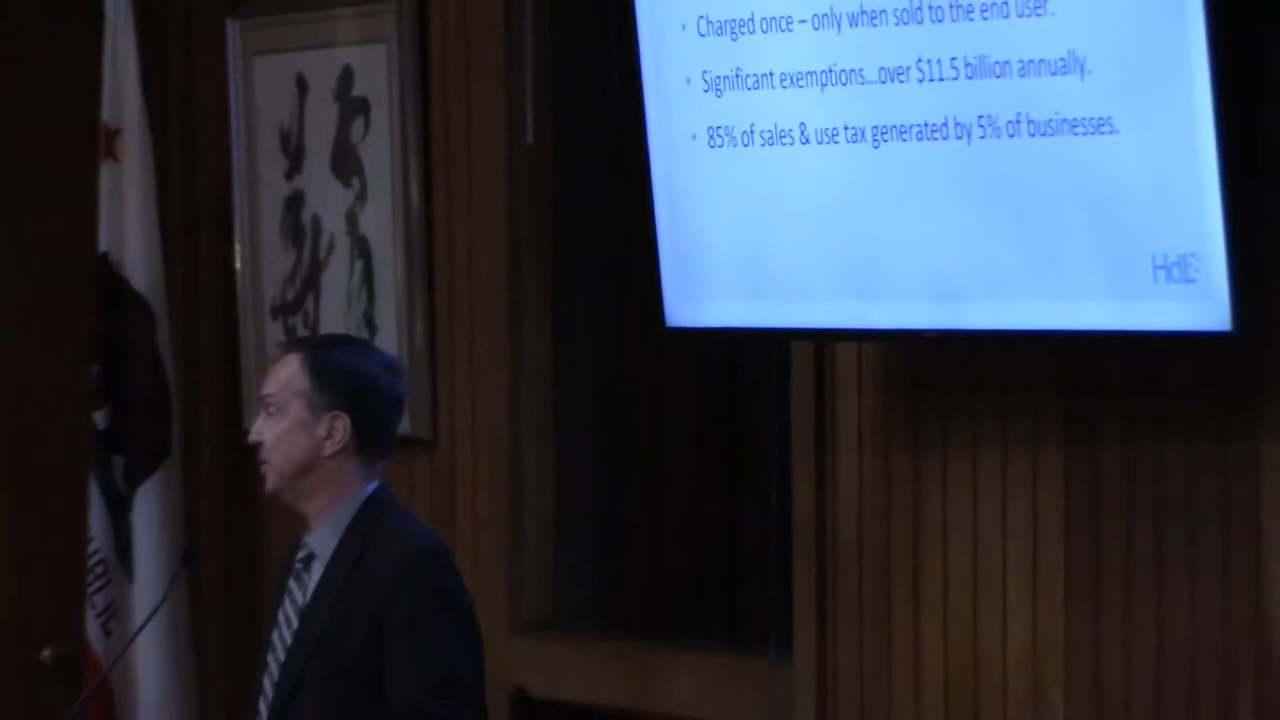 • Charged once – only when sold to the end user.
• Significant exemptions...over $11.5 billion annually.
• 85% of sales & use tax generated by 5% of businesses.
HdL